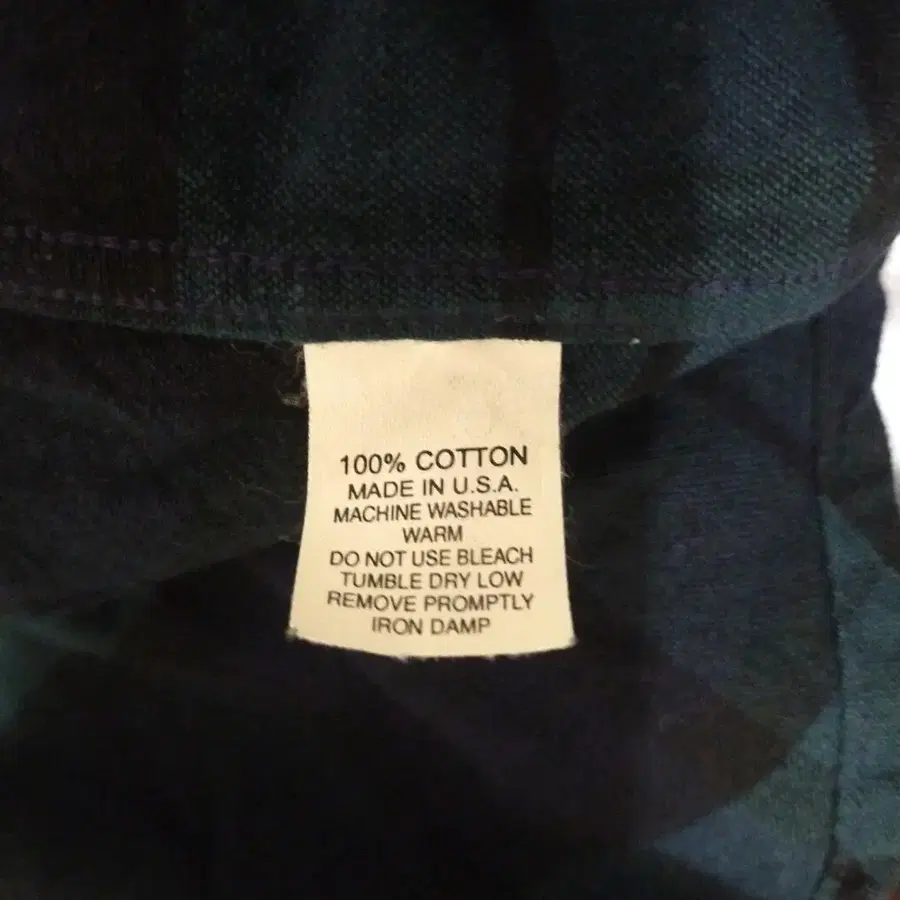 100% COTTON
MADE IN U.S.A.
MACHINE WASHABLE
WARM
DO NOT USE BLEACH
TUMBLE DRY LOW
REMOVE PROMPTLY
IRON DAMP